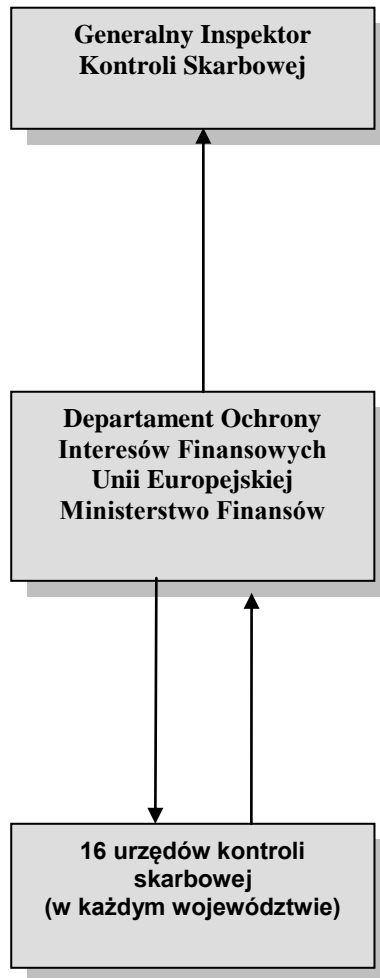 Generalny Inspektor
Kontroli Skarbowej
Departament Ochrony
Interesów Finansowych
Unii Europejskiej
Ministerstwo Finansów
16 urzędów kontroli
skarbowej
(w każdym województwie)